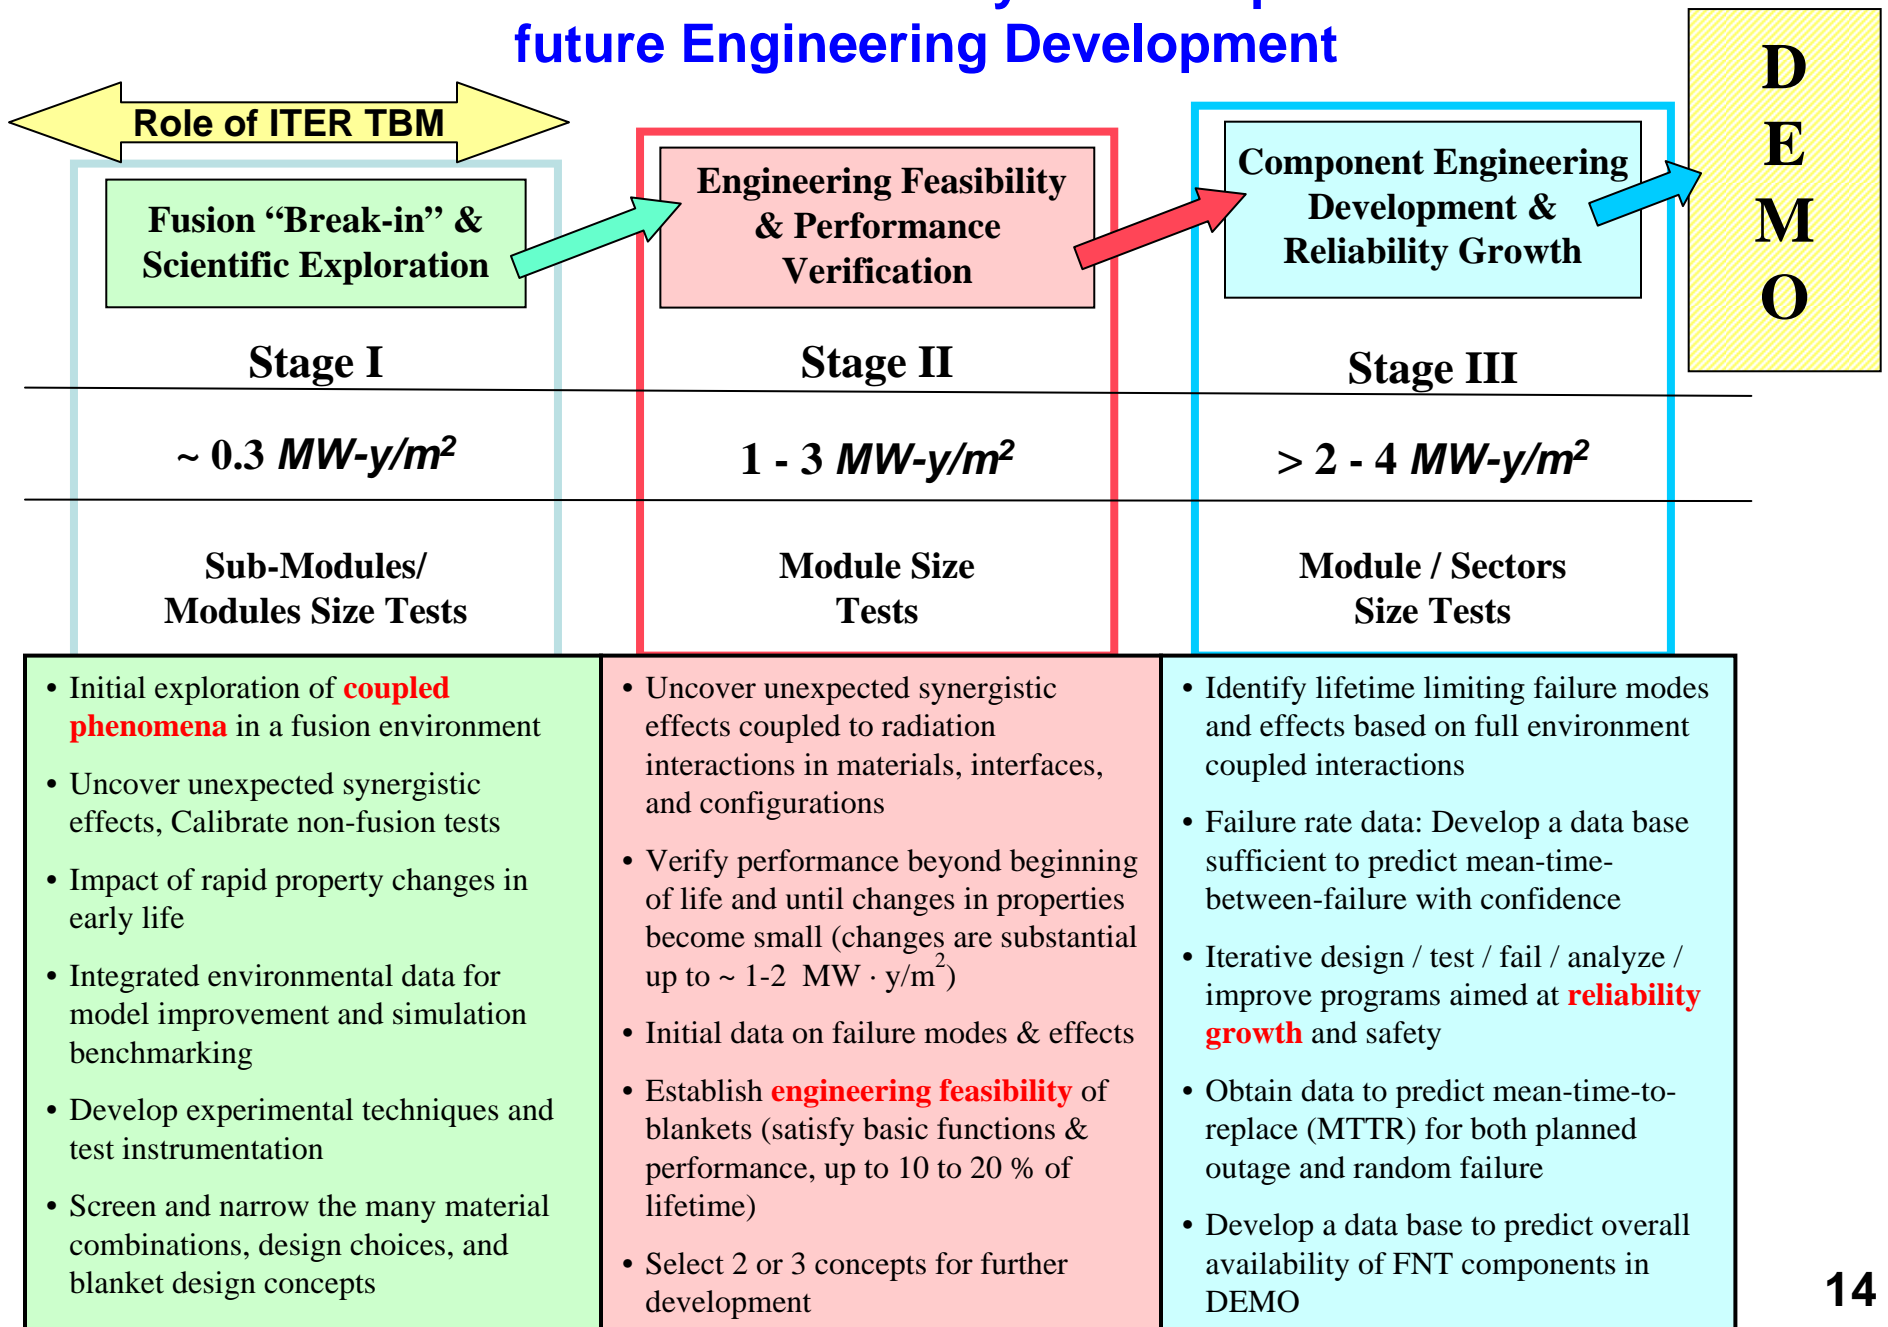 future Engineering Development
Role of ITER TBM
Fusion “Break-in” &
Scientific Exploration
Engineering Feasibility
& Performance
Verification
Component Engineering
Development &
Reliability Growth
D
E
M
O
Stage I
Stage II
Stage III
~ 0.3 MW-y/m²
1 - 3 MW-y/m²
> 2 - 4 MW-y/m²
Sub-Modules/
Modules Size Tests
Module Size
Tests
Module / Sectors
Size Tests
• Initial exploration of coupled
phenomena in a fusion environment
• Uncover unexpected synergistic
effects, Calibrate non-fusion tests
• Impact of rapid property changes in
early life
• Integrated environmental data for
model improvement and simulation
benchmarking
• Develop experimental techniques and
test instrumentation
• Screen and narrow the many material
combinations, design choices, and
blanket design concepts
• Uncover unexpected synergistic
effects coupled to radiation
interactions in materials, interfaces,
and configurations
• Verify performance beyond beginning
of life and until changes in properties
become small (changes are substantial
up to ~ 1-2 MW · y/m²)
• Initial data on failure modes & effects
• Establish engineering feasibility of
blankets (satisfy basic functions &
performance, up to 10 to 20 % of
lifetime)
• Select 2 or 3 concepts for further
development
• Identify lifetime limiting failure modes
and effects based on full environment
coupled interactions
• Failure rate data: Develop a data base
sufficient to predict mean-time-
between-failure with confidence
• Iterative design / test / fail / analyze /
improve programs aimed at reliability
growth and safety
• Obtain data to predict mean-time-to-
replace (MTTR) for both planned
outage and random failure
• Develop a data base to predict overall
availability of FNT components in
DEMO
14